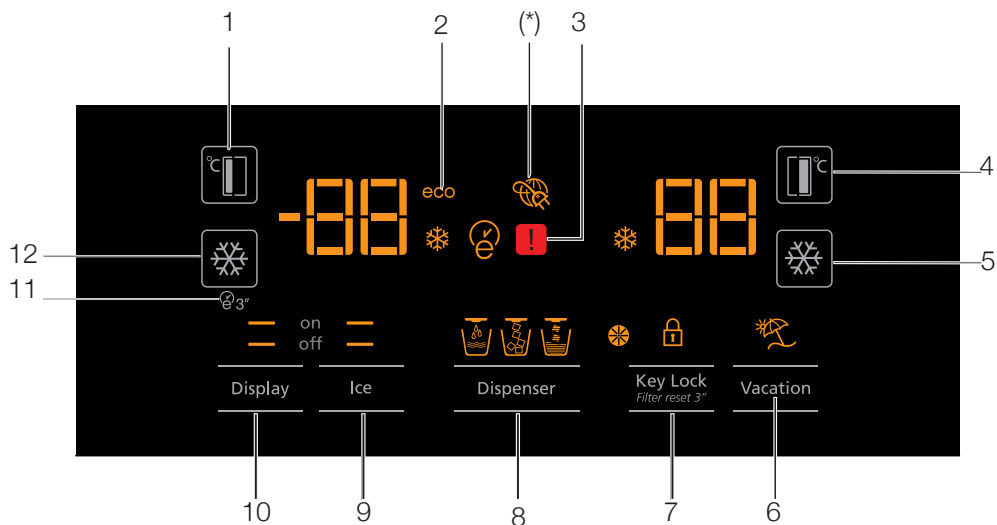 1 2 (*) 3
°C -88 eco 88 °C 4
12 e ! 5
11 e 3"
on
off
Display Ice Dispenser Key Lock Vacation
Filter reset 3"
10 9 8 7 6